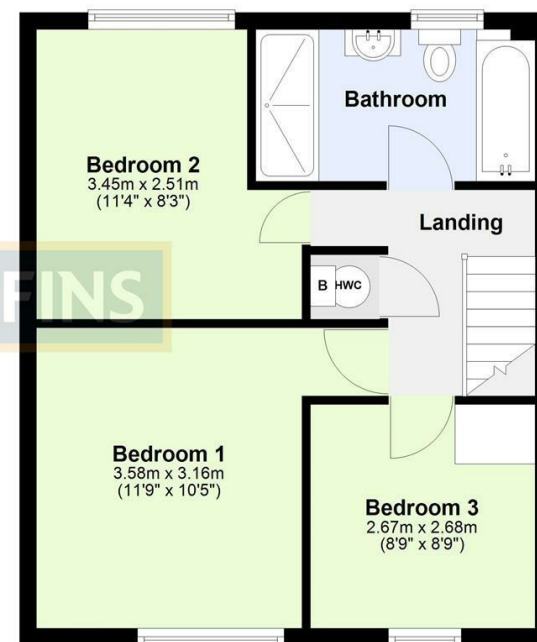 Bathroom
Bedroom 2
3.45m x 2.51m
(11'4" x 8'3")
Landing
B HWC
FINS
Bedroom 1
3.58m x 3.16m
(11'9" x 10'5")
Bedroom 3
2.67m x 2.68m
(8'9" x 8'9")